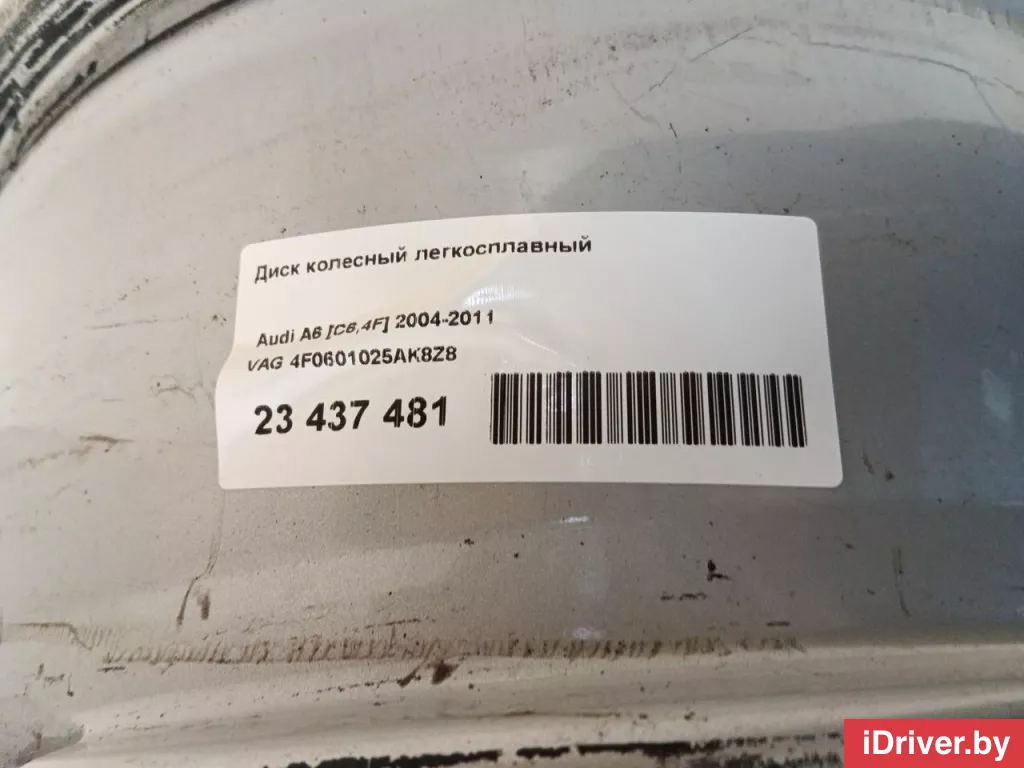 Диск колесный легкосплавный
Audi A6 [C6,4F] 2004-2011
VAG 4F0601025AK8Z8
23 437 481
iDriver.by